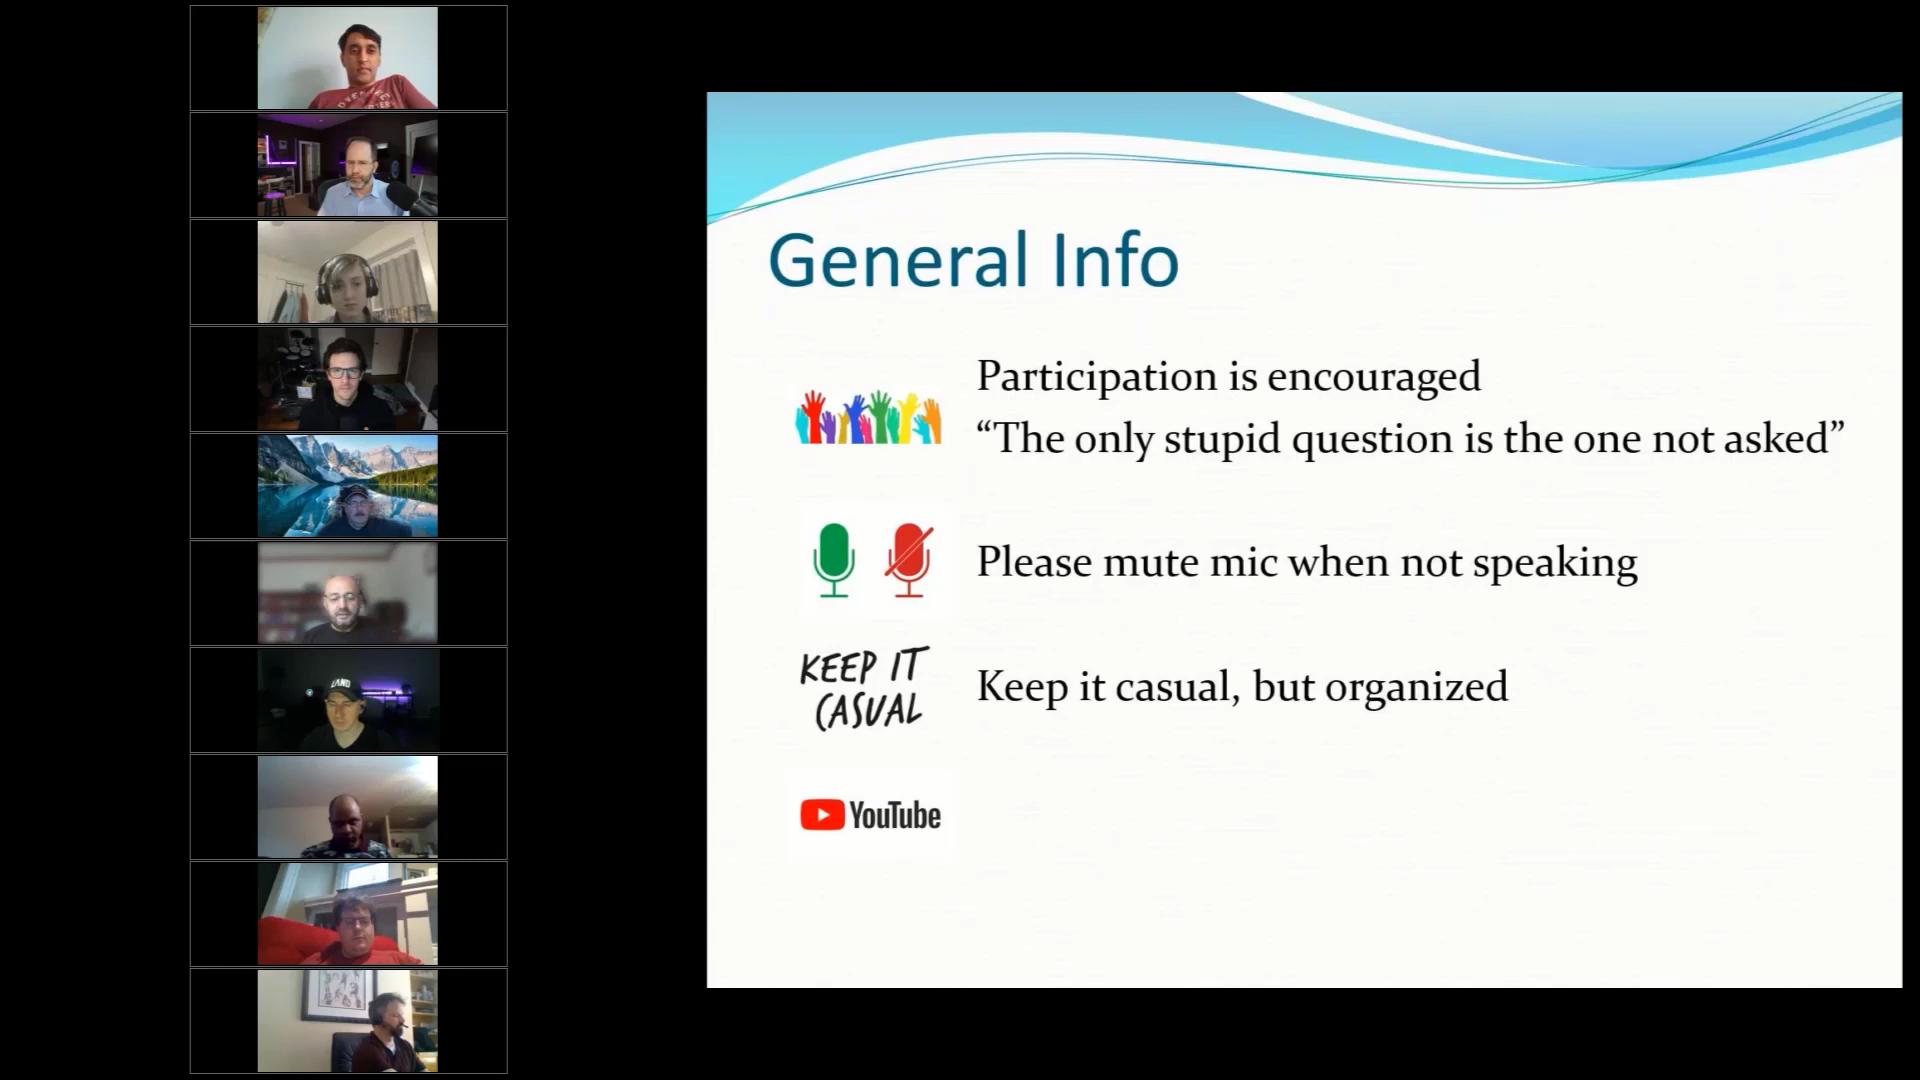 General Info
Participation is encouraged
“The only stupid question is the one not asked”
Please mute mic when not speaking
KEEP IT
CASUAL
Keep it casual, but organized
YouTube
LAND